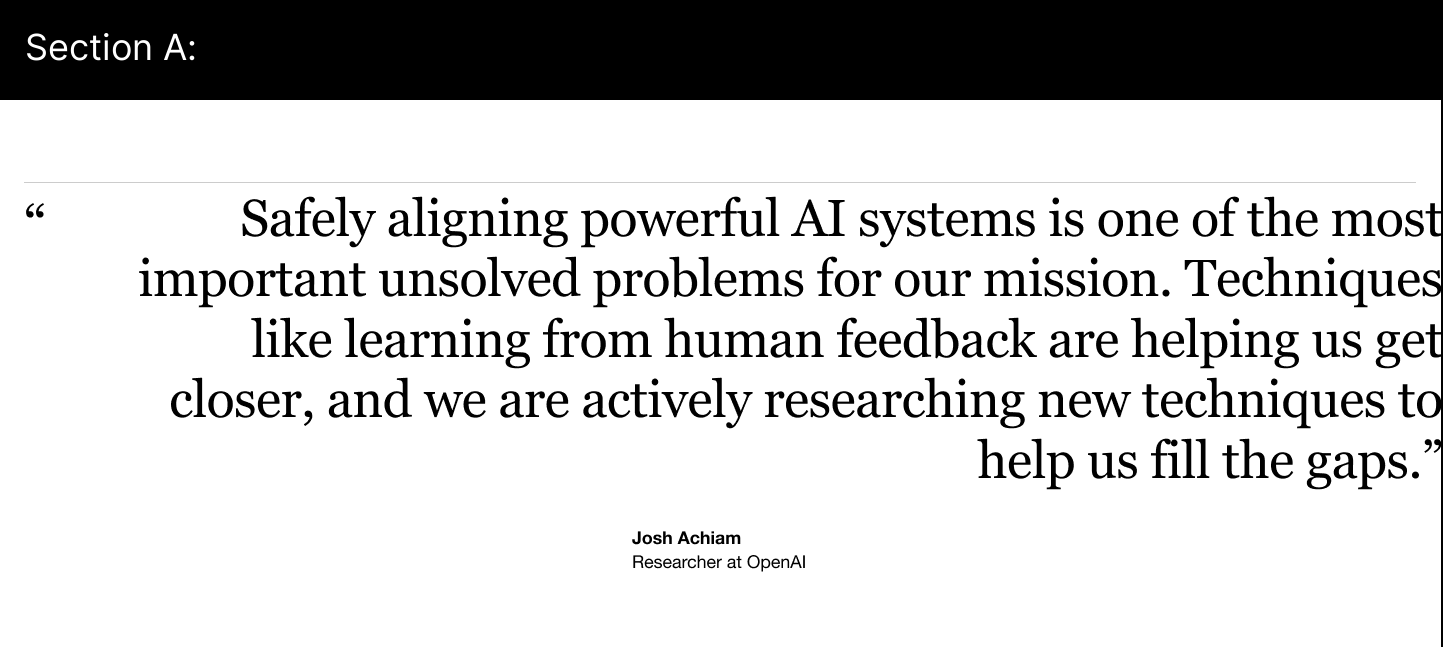 Section A:
“ Safely aligning powerful AI systems is one of the most
important unsolved problems for our mission. Techniques
like learning from human feedback are helping us get
closer, and we are actively researching new techniques to
help us fill the gaps.”
Josh Achiam
Researcher at OpenAI